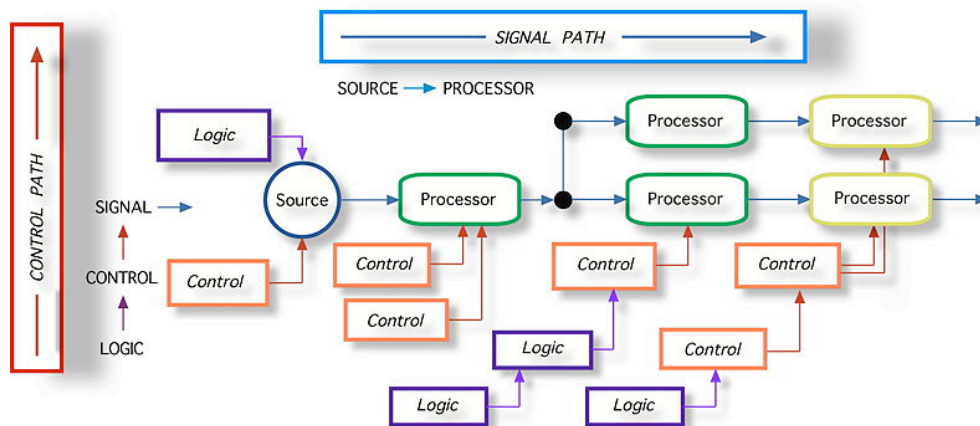 SIGNAL PATH
CONTROL PATH
SOURCE PROCESSOR
Logic
Processor Processor
SIGNAL
Source
Processor
Processor
Processor
CONTROL
Control
Control
Control
Control
Control
LOGIC
Logic
Control
Logic
Logic